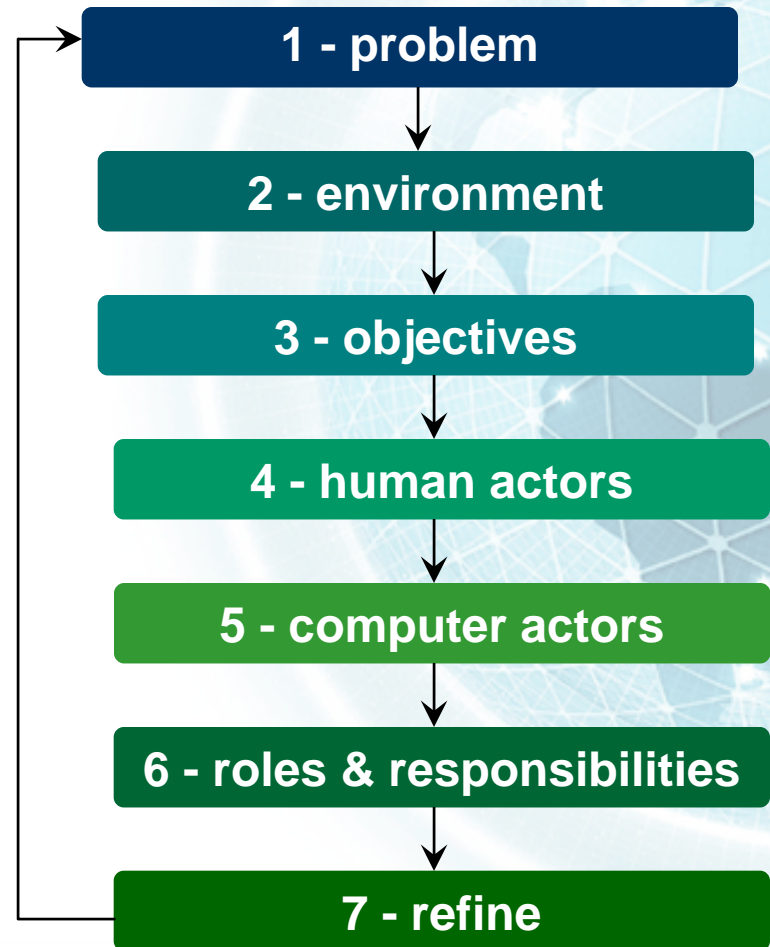 1 - problem
2 - environment
3 - objectives
4 - human actors
5 - computer actors
6 - roles & responsibilities
7 - refine